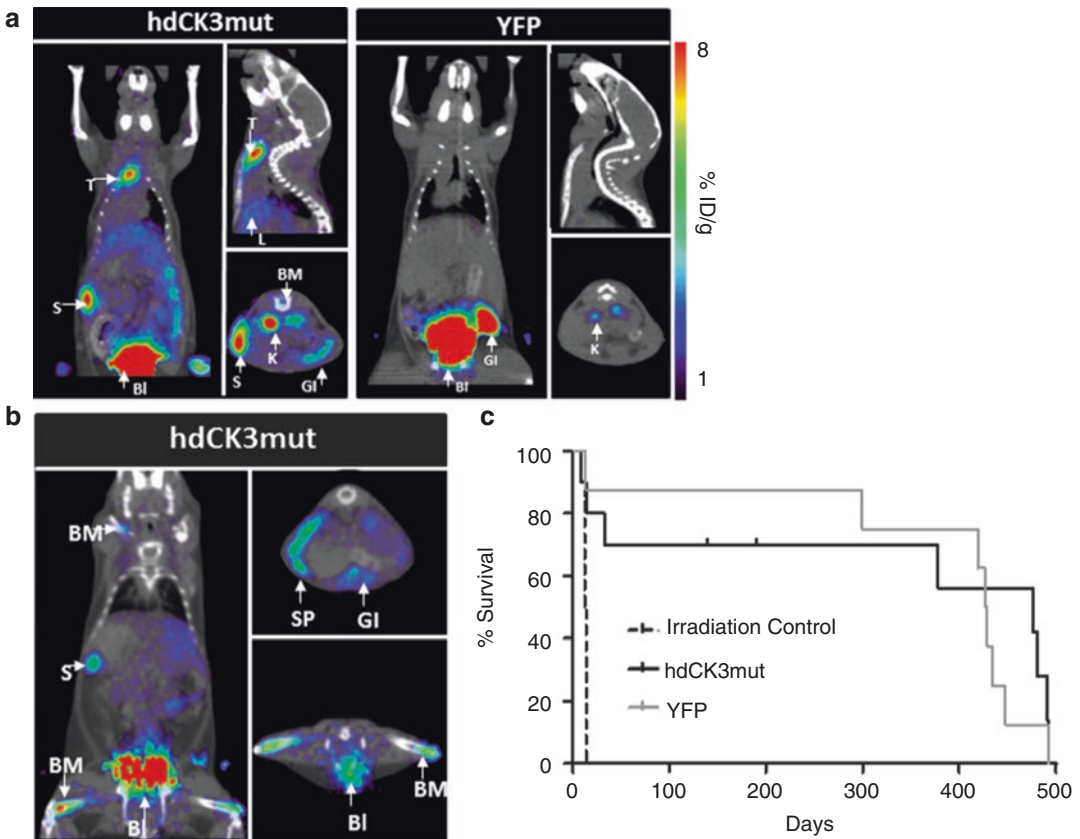 a
hdCK3mut
YFP
T
T
L
S
BM
K
S
GI
Bl
GI
Bl
K
8
% ID/g
1
b
hdCK3mut
BM
S
BM
Bl
SP
GI
BM
Bl
c
100
80
60
40
20
0
% Survival
Irradiation Control
hdCK3mut
YFP
0
100
200
300
400
500
Days